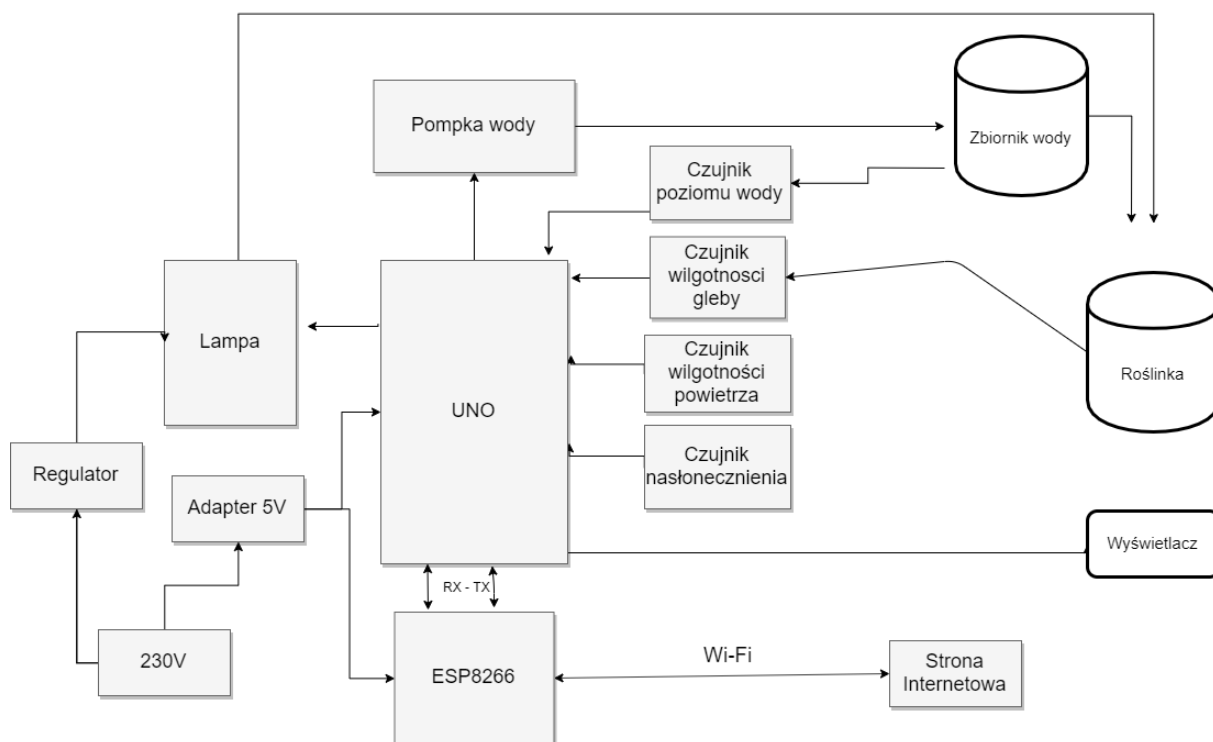 Pompka wody
Zbiornik wody
Czujnik
poziomu wody
Czujnik
wilgotnosci
gleby
Lampa
Czujnik
wilgotności
powietrza
Roślinka
UNO
Czujnik
nasłonecznienia
Regulator
Adapter 5V
Wyświetlacz
RX - TX
230V
ESP8266
Wi-Fi
Strona
Internetowa